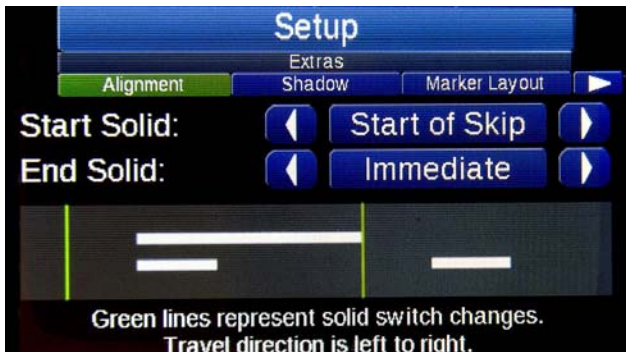 Setup
Extras
Alignment Shadow Marker Layout
Start Solid: Start of Skip
End Solid: Immediate
Green lines represent solid switch changes.
Travel direction is left to right.